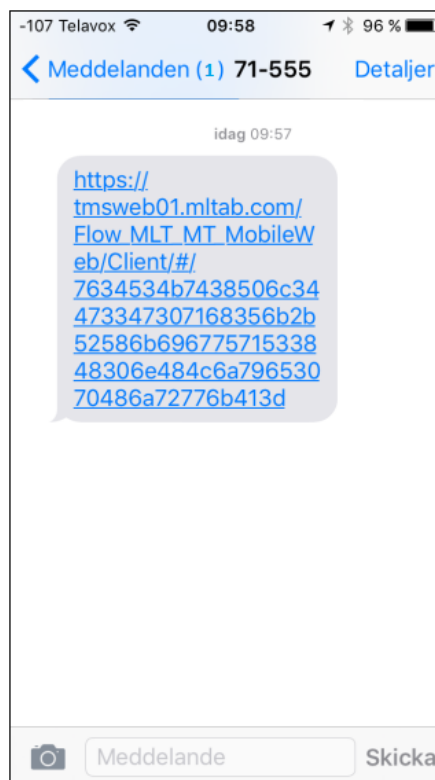 -107 Telavox 09:58 96 %
Meddelanden (1) 71-555 Detaljer
idag 09:57
https://
tmsweb01.mltab.com/
Flow_MLT_MT_MobileW
eb/Client/#/
7634534b7438506c34
473347307168356b2b
52586b696775715338
48306e484c6a796530
70486a72776b413d
Meddelande Skicka